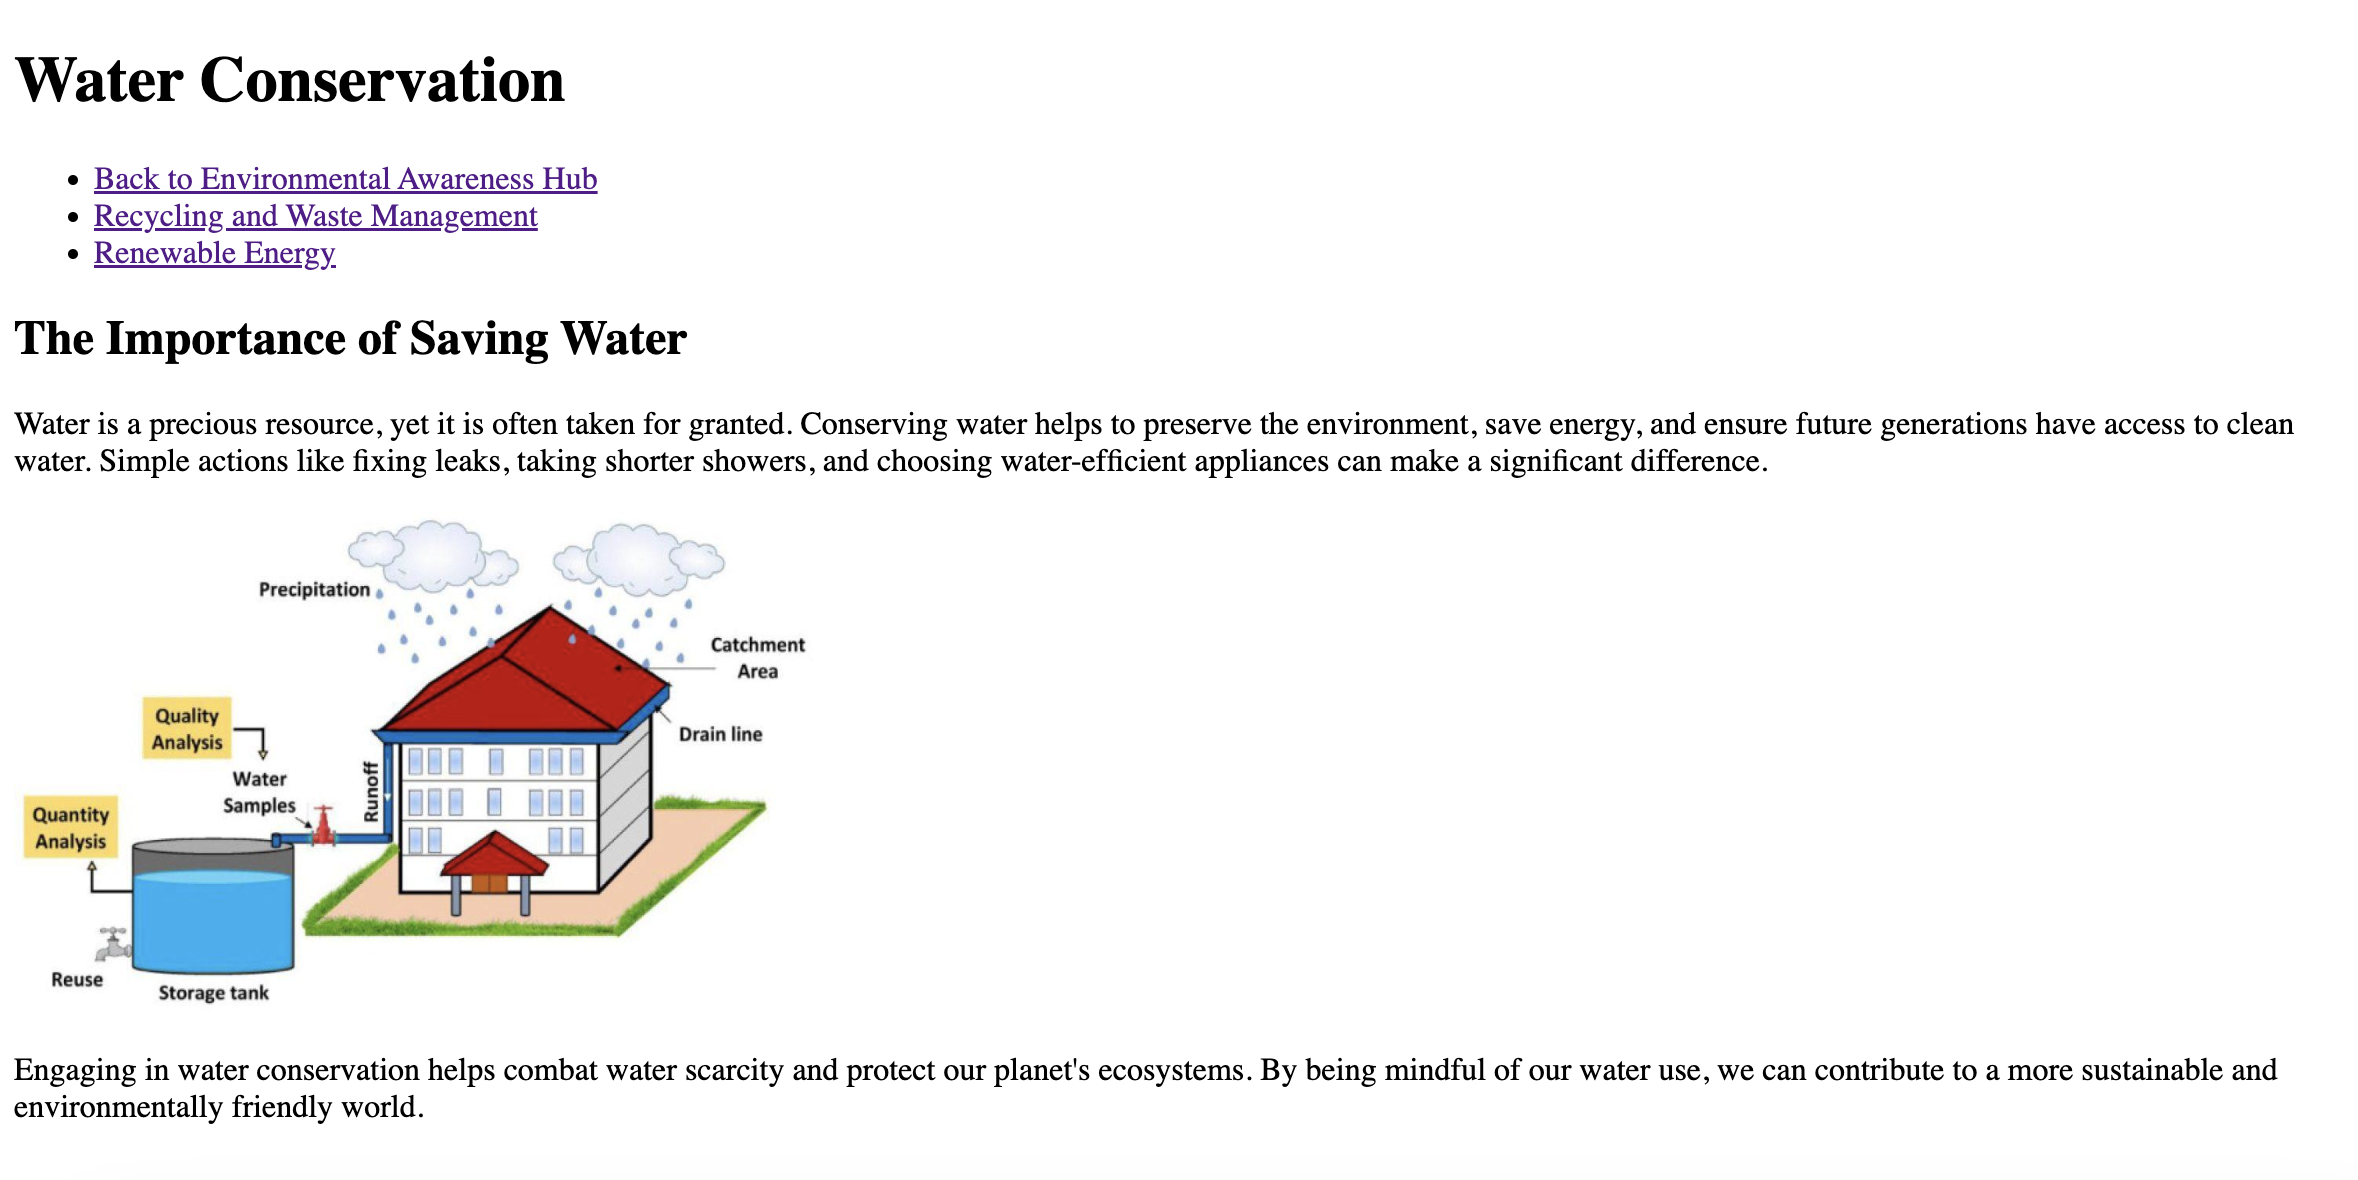 Water Conservation
Back to Environmental Awareness Hub
Recycling and Waste Management
Renewable Energy
The Importance of Saving Water
Water is a precious resource, yet it is often taken for granted. Conserving water helps to preserve the environment, save energy, and ensure future generations have access to clean
water. Simple actions like fixing leaks, taking shorter showers, and choosing water-efficient appliances can make a significant difference.
Precipitation
Catchment
Area
Quality
Analysis
Drain line
Water
Samples
Runoff
Quantity
Analysis
Reuse
Storage tank
Engaging in water conservation helps combat water scarcity and protect our planet's ecosystems. By being mindful of our water use, we can contribute to a more sustainable and
environmentally friendly world.